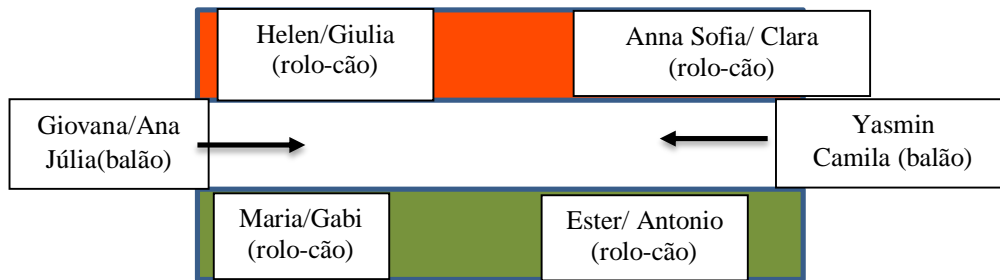 Helen/Giulia
(rolo-cão)
Anna Sofia/ Clara
(rolo-cão)
Giovana/Ana
Júlia(balão)
Yasmin
Camila (balão)
Maria/Gabi
(rolo-cão)
Ester/ Antonio
(rolo-cão)